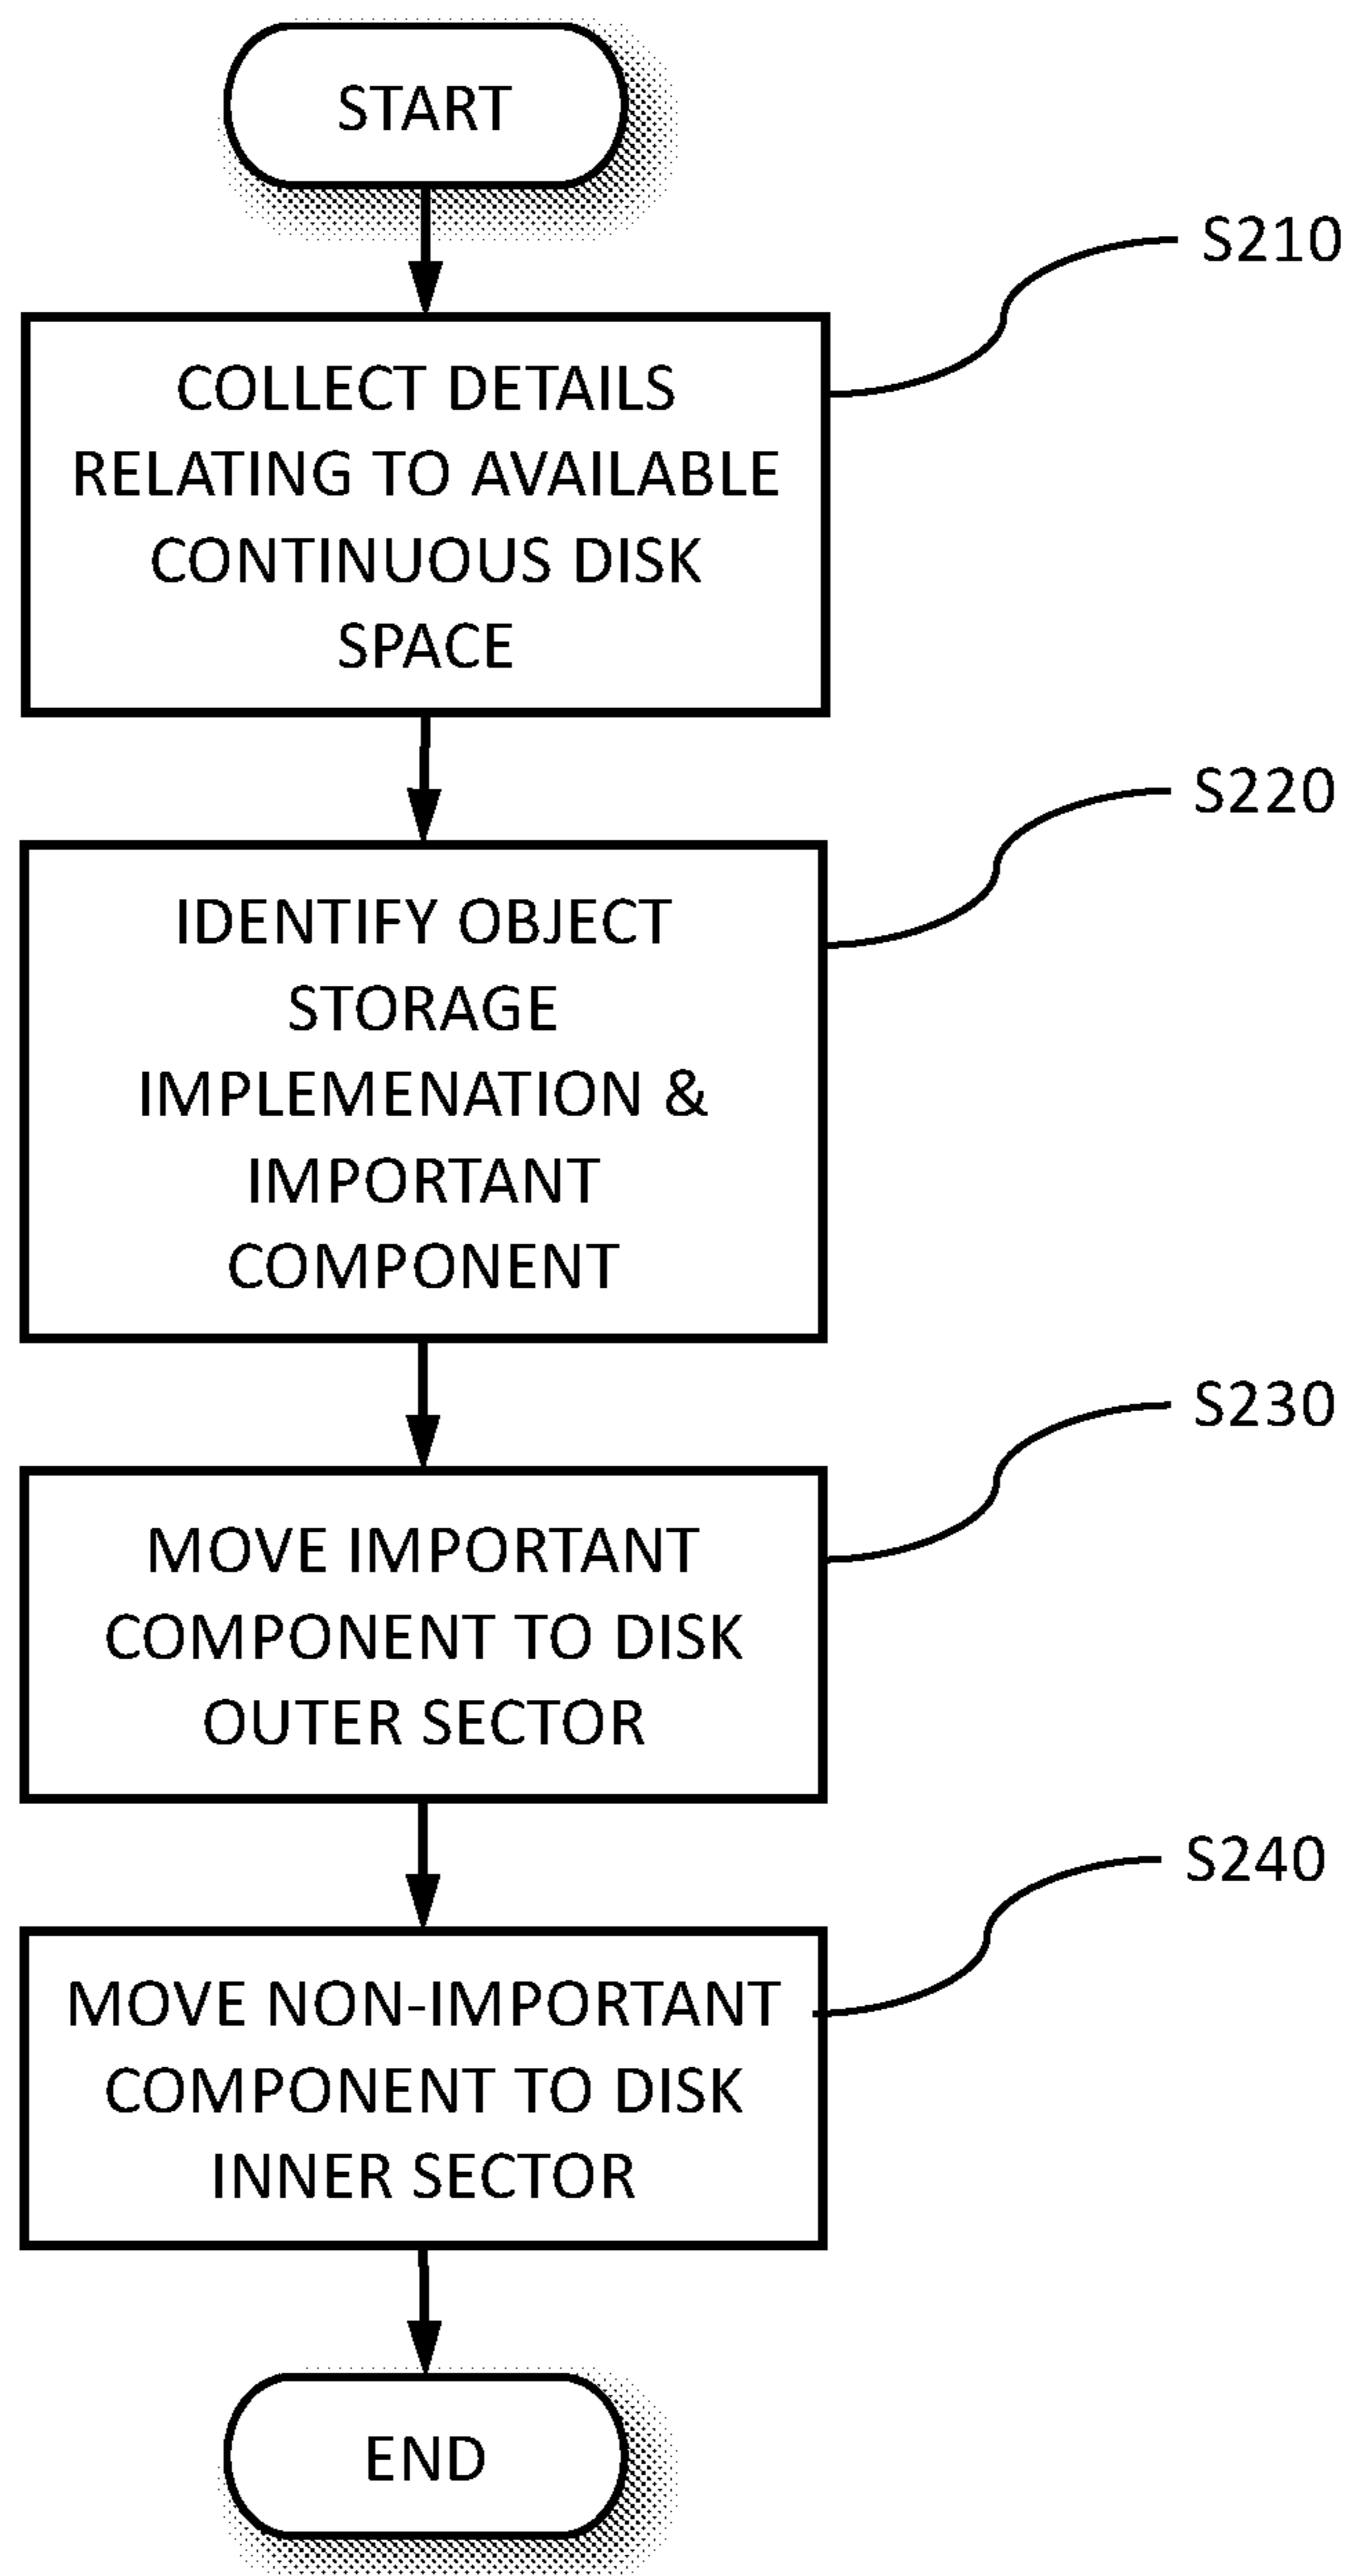 START
S210
COLLECT DETAILS
RELATING TO AVAILABLE
CONTINUOUS DISK
SPACE
S220
IDENTIFY OBJECT
STORAGE
IMPLEMENATION &
IMPORTANT
COMPONENT
S230
MOVE IMPORTANT
COMPONENT TO DISK
OUTER SECTOR
S240
MOVE NON-IMPORTANT
COMPONENT TO DISK
INNER SECTOR
END